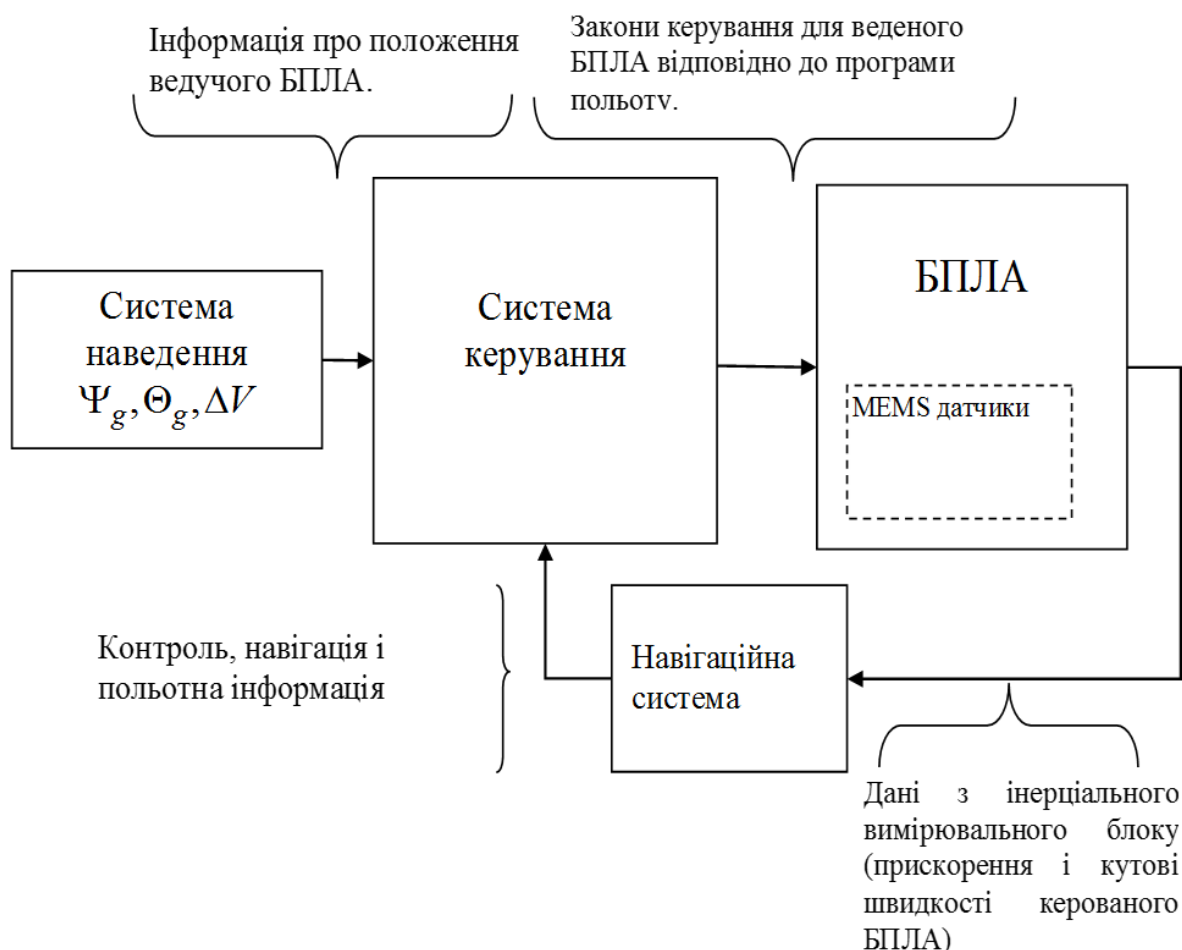 Інформація про положення
ведучого БПЛА.
Закони керування для веденого
БПЛА відповідно до програми
польоту.
Система
наведення
Ψg, Θg, ΔV
Система
керування
БПЛА
MEMS датчики
Контроль, навігація і
польотна інформація
Навігаційна
система
Дані з інерціального
вимірювального блоку
(прискорення і кутові
швидкості керованого
БПЛА)